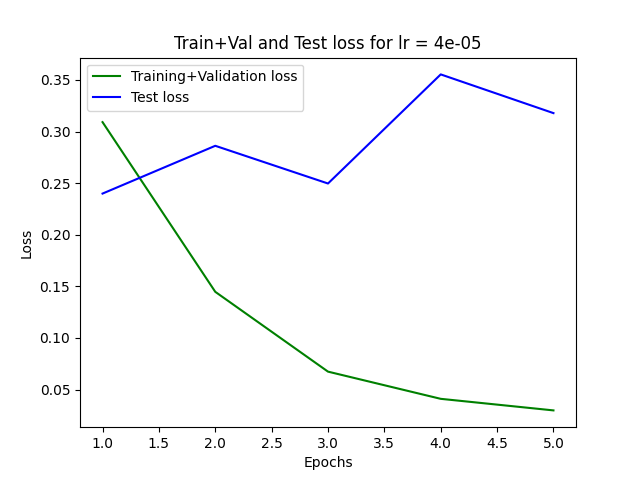 Train+Val and Test loss for lr = 4e-05
Training+Validation loss
Test loss
0.35
0.30
0.25
0.20
0.15
0.10
0.05
Loss
1.0 1.5 2.0 2.5 3.0 3.5 4.0 4.5 5.0
Epochs